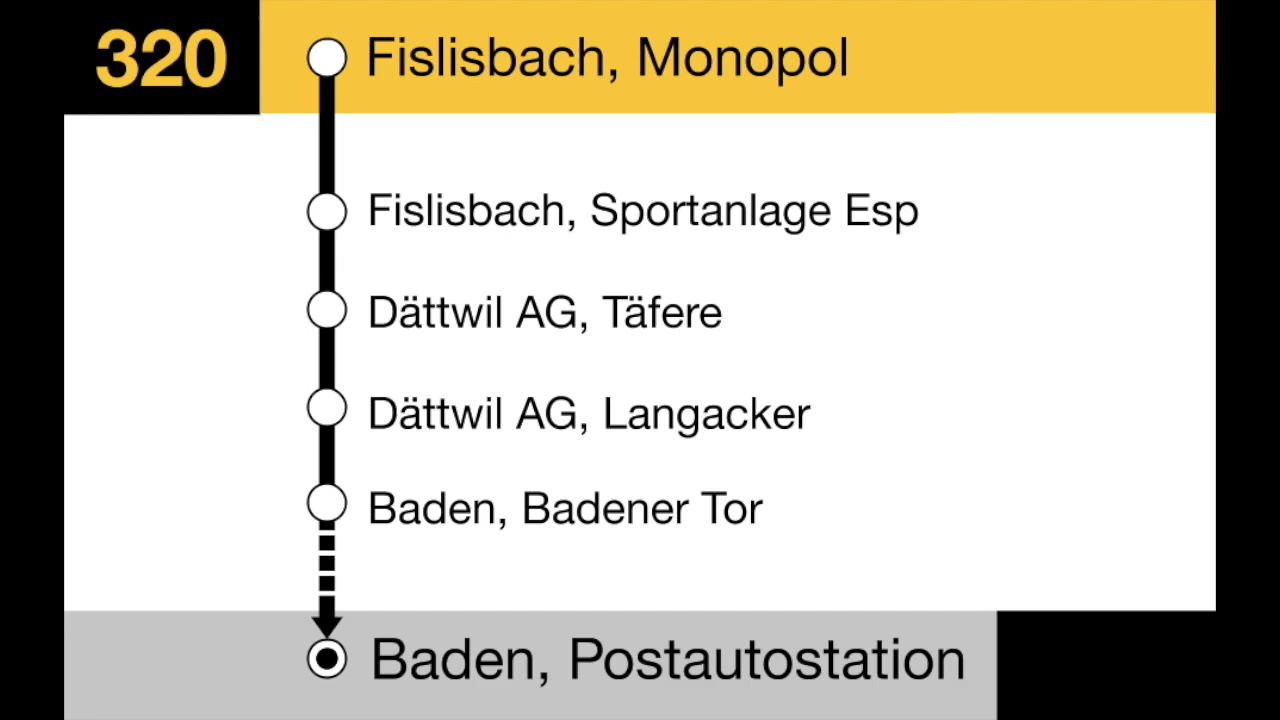 320
Fislisbach, Monopol
Fislisbach, Sportanlage Esp
Dättwil AG, Täfere
Dättwil AG, Langacker
Baden, Badener Tor
Baden, Postautostation